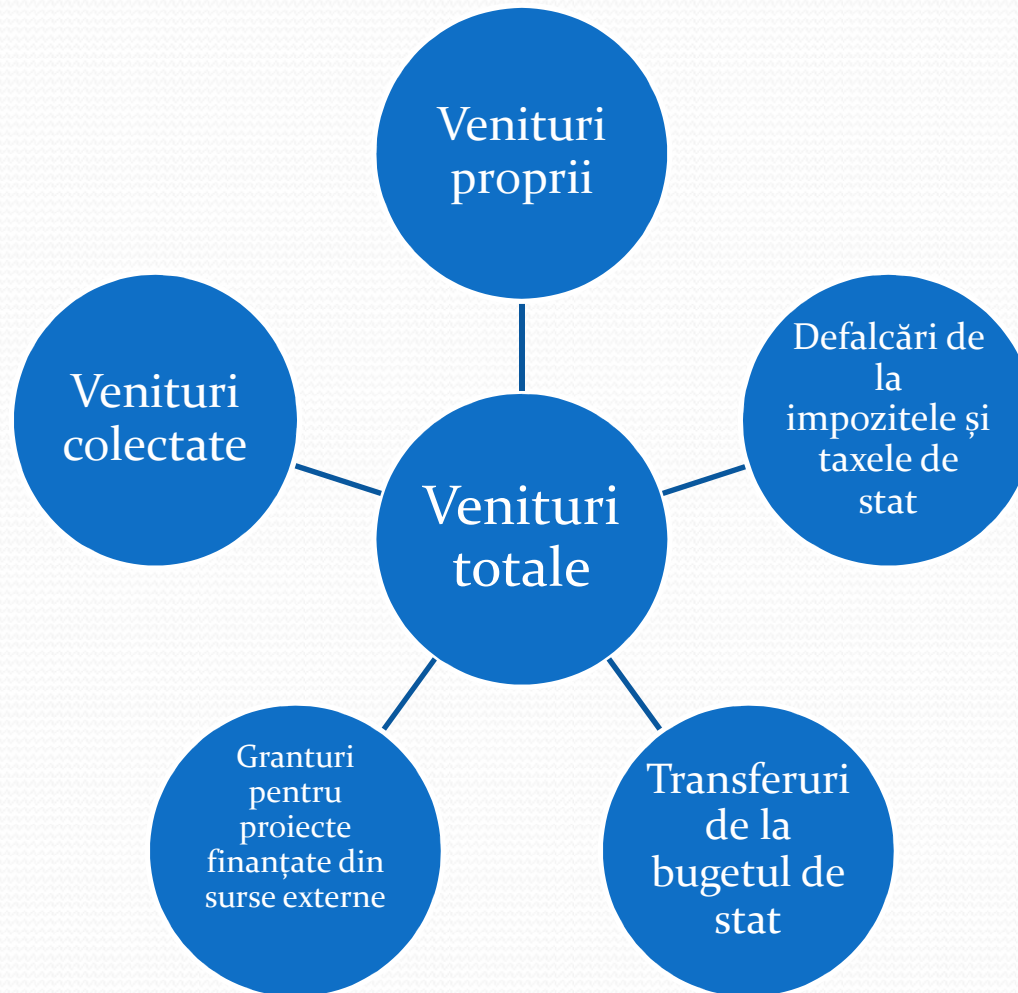 Venituri
proprii
Defalcări de
la
impozitele și
taxele de
stat
Venituri
colectate
Venituri
totale
Granturi
pentru
proiecte
finanțate din
surse externe
Transferuri
de la
bugetul de
stat